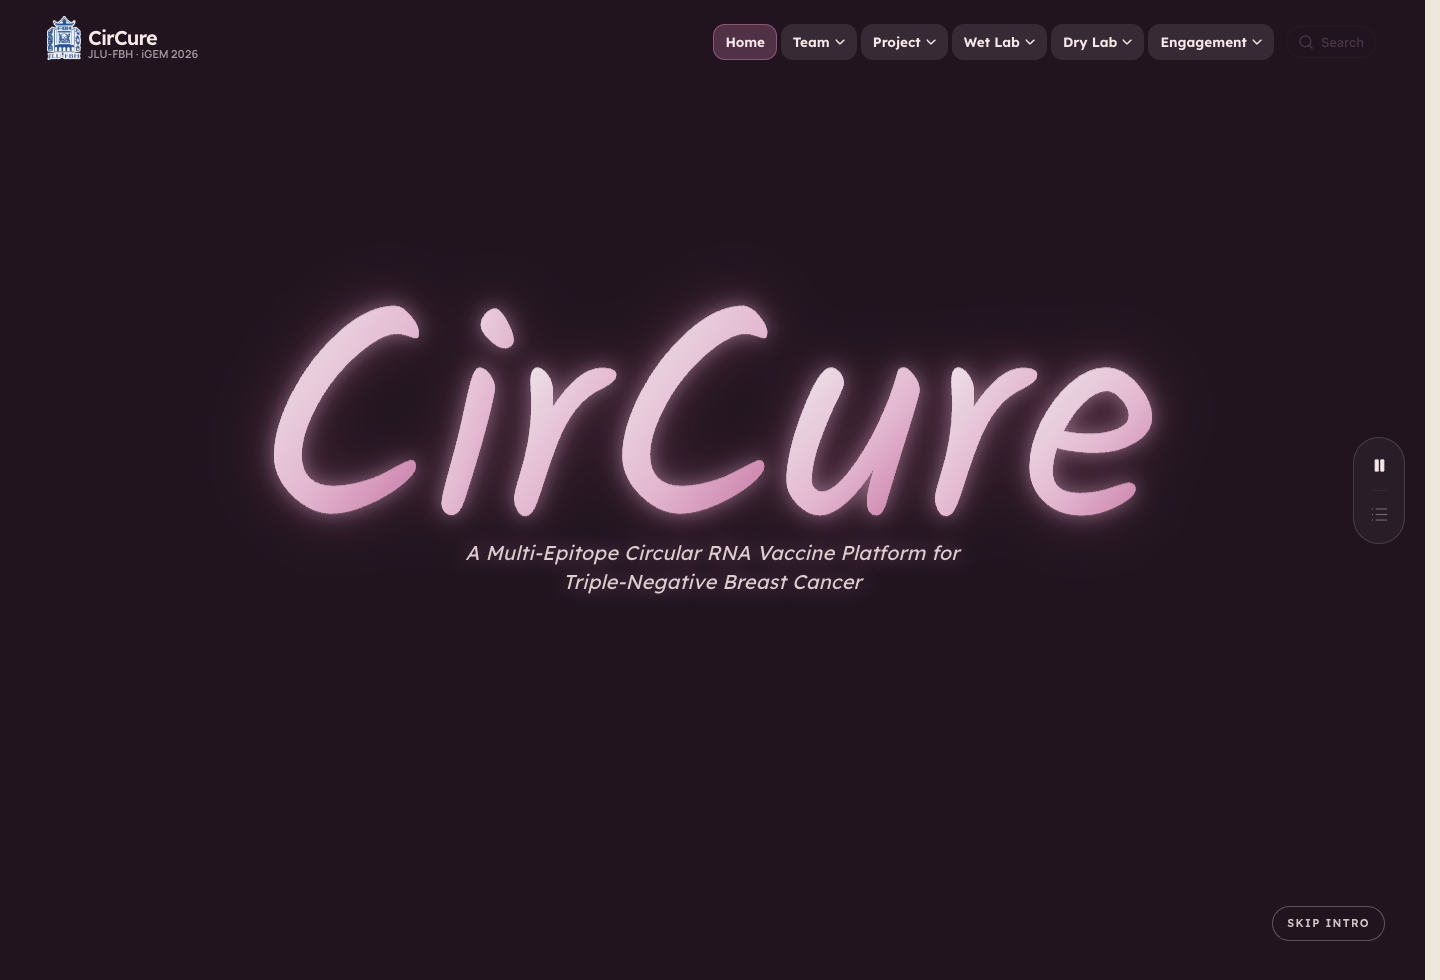 CirCure
JLU-FBH · iGEM 2026
Home
Team
Project
Wet Lab
Dry Lab
Engagement
Search
CirCure
A Multi-Epitope Circular RNA Vaccine Platform for
Triple-Negative Breast Cancer
SKIP INTRO